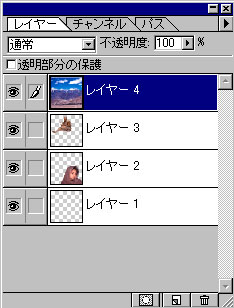 レイヤー チャンネル パス
通常 不透明度: 100 %
透明部分の保護
レイヤー 4
レイヤー 3
レイヤー 2
レイヤー 1